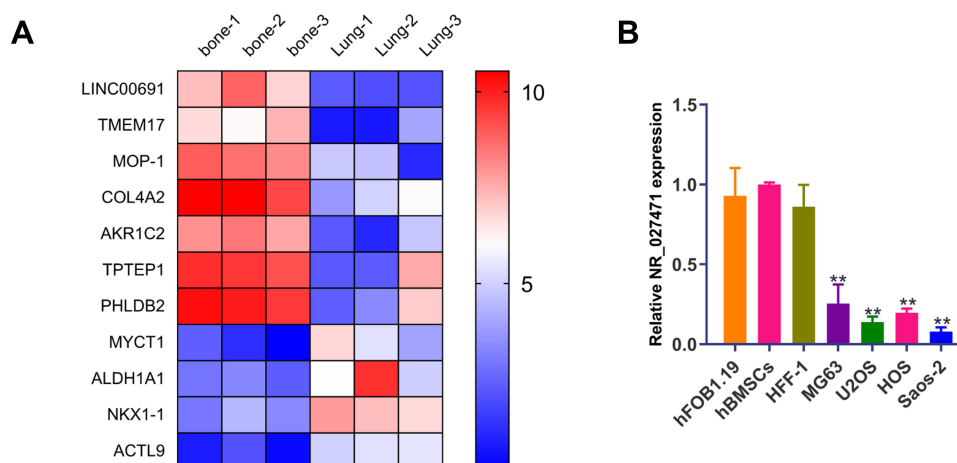 A
bone-1 bone-2 bone-3 Lung-1 Lung-2 Lung-3
LINC00691
TMEM17
MOP-1
COL4A2
AKR1C2
TPTEP1
PHLDB2
MYCT1
ALDH1A1
NKX1-1
ACTL9
10
5
B
Relative NR_027471 expression
1.5
1.0
0.5
0.0
** ** ** **
hFOB1.19 hBMSCs HFF-1 MG63 U2OS HOS Saos-2